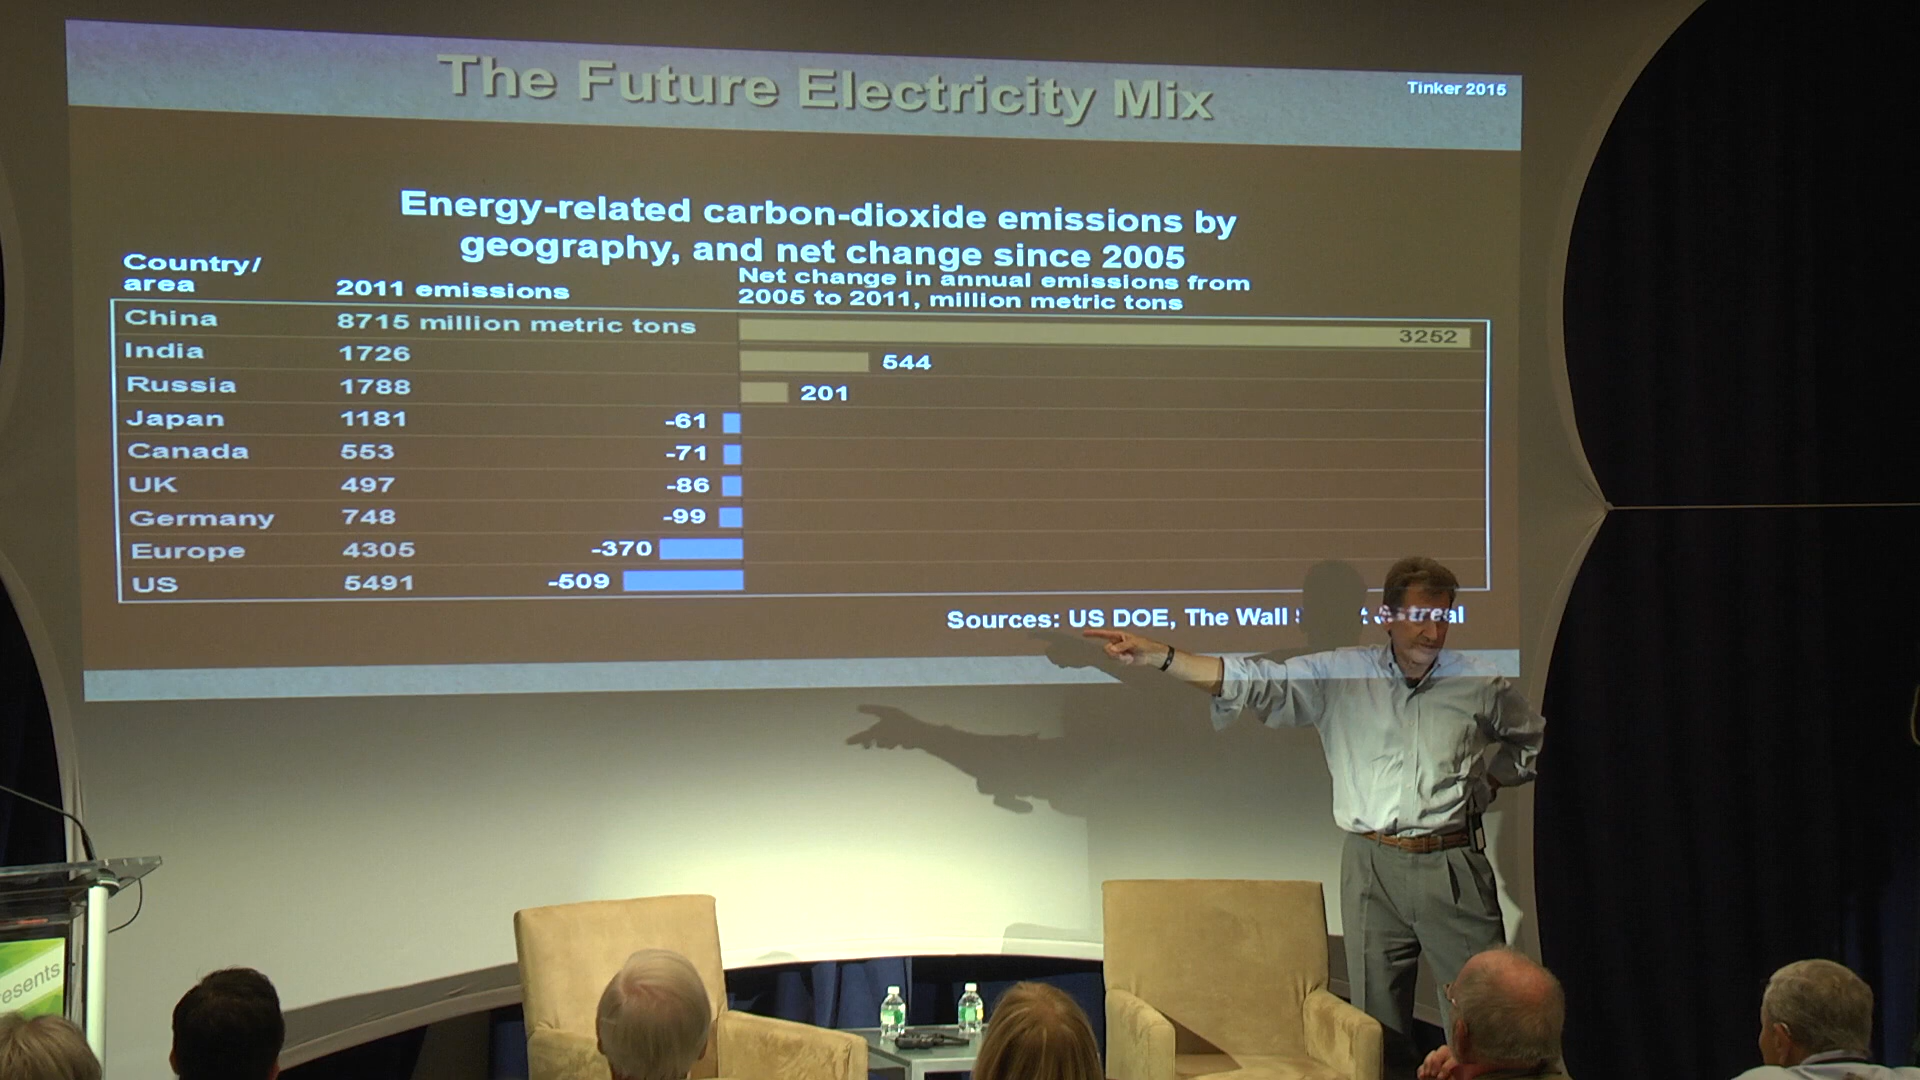 The Future Electricity Mix
Tinker 2015
Energy-related carbon-dioxide emissions by
geography, and net change since 2005
Country/
area
2011 emissions
Net change in annual emissions from
2005 to 2011, million metric tons
China 8715 million metric tons 3252
India 1726 544
Russia 1788 201
Japan 1181 -61
Canada 553 -71
UK 497 -86
Germany 748 -99
Europe 4305 -370
US 5491 -509
Sources: US DOE, The Wall
esents